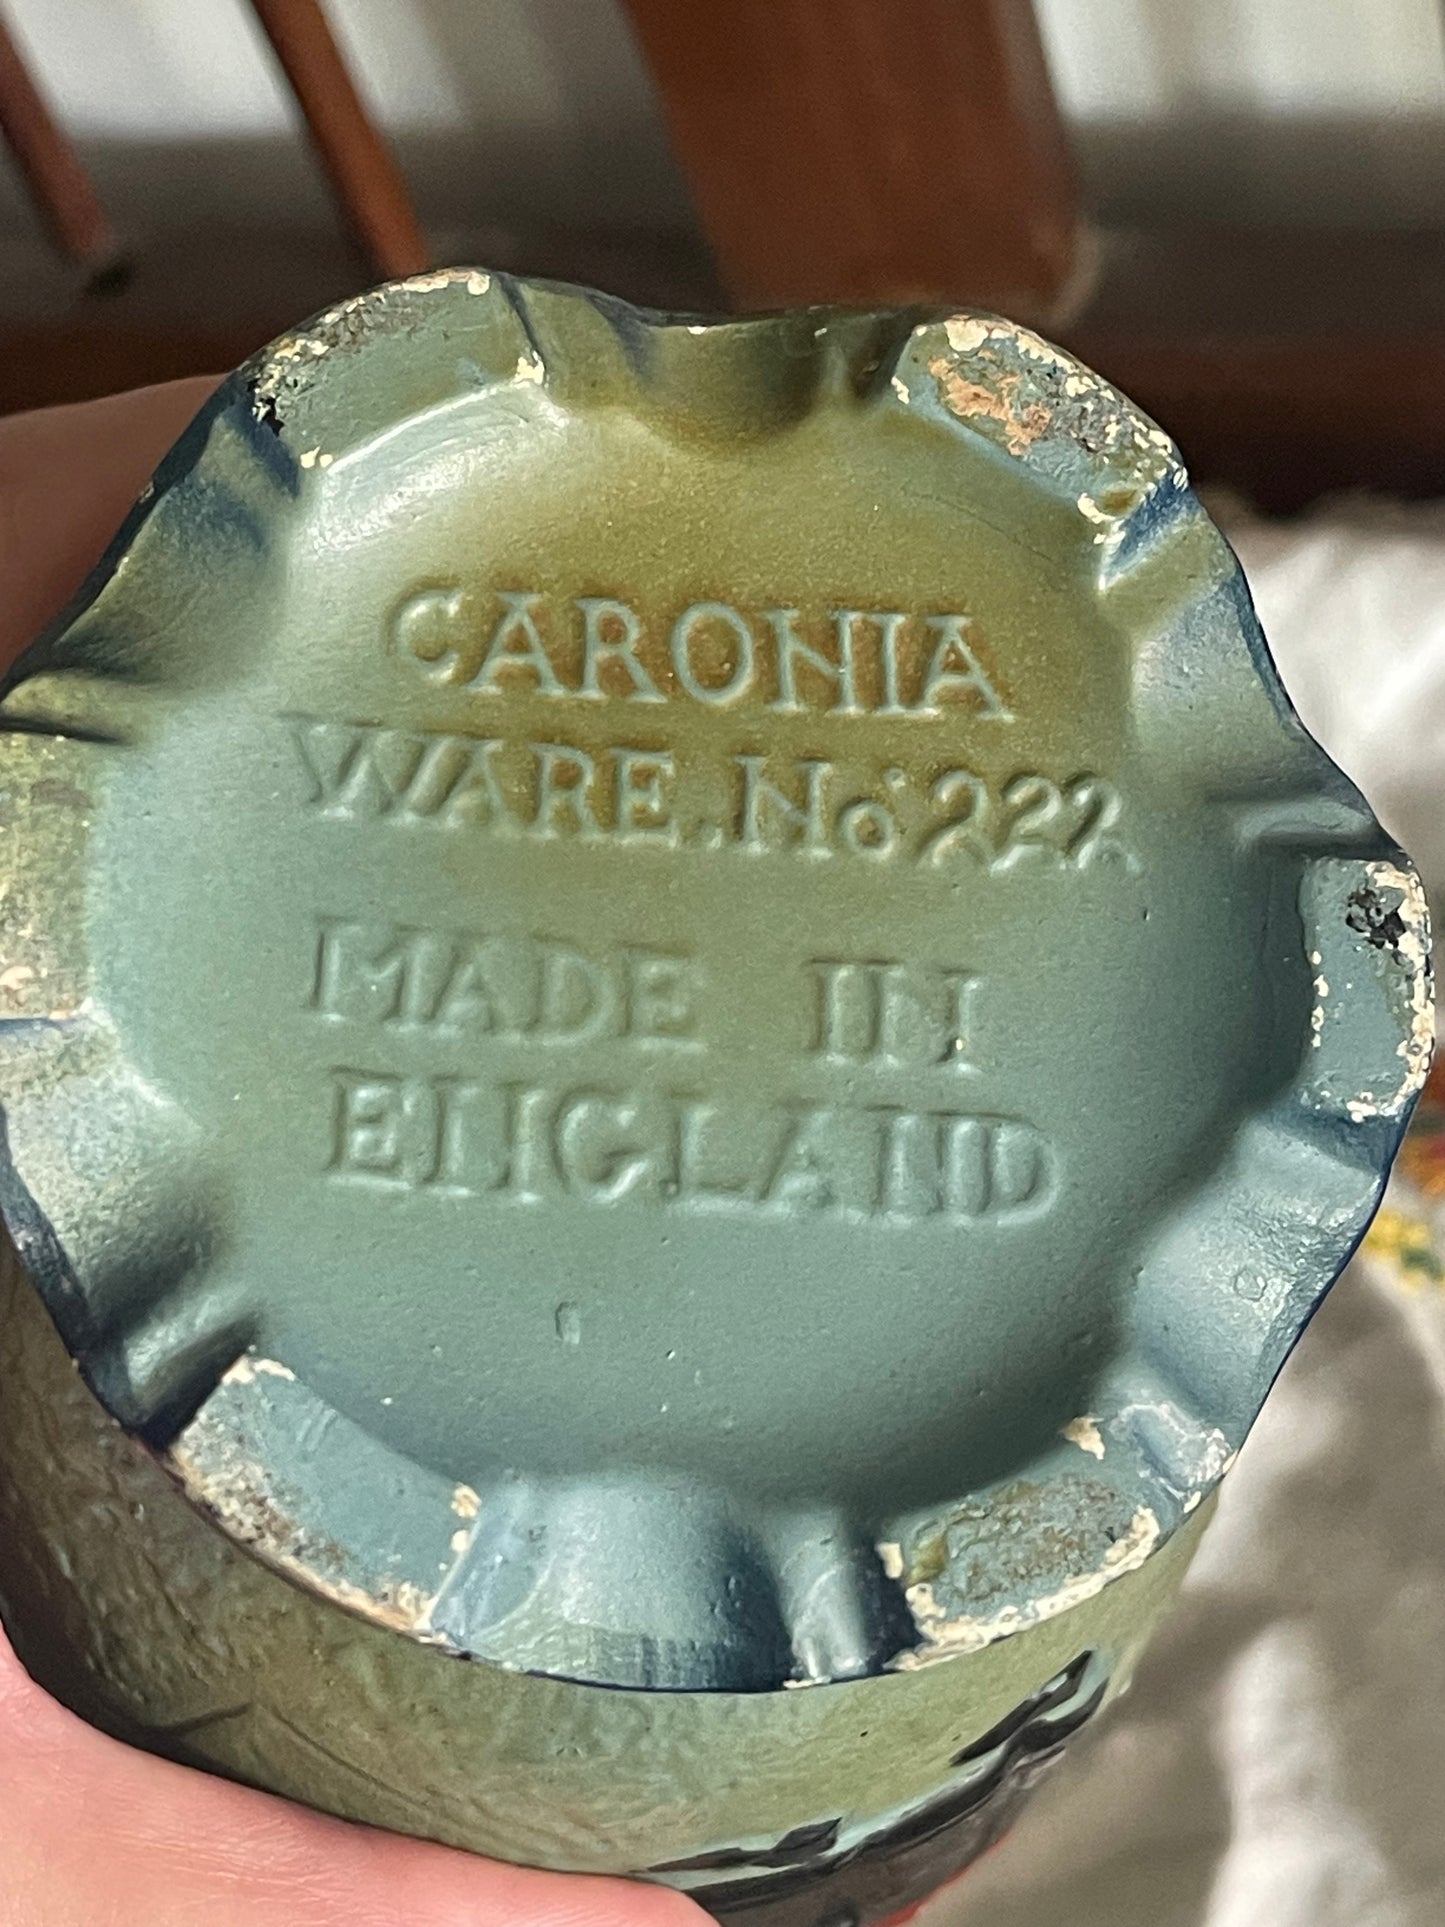 CARONIA
WARE. No 222
MADE IN
ENGLAND